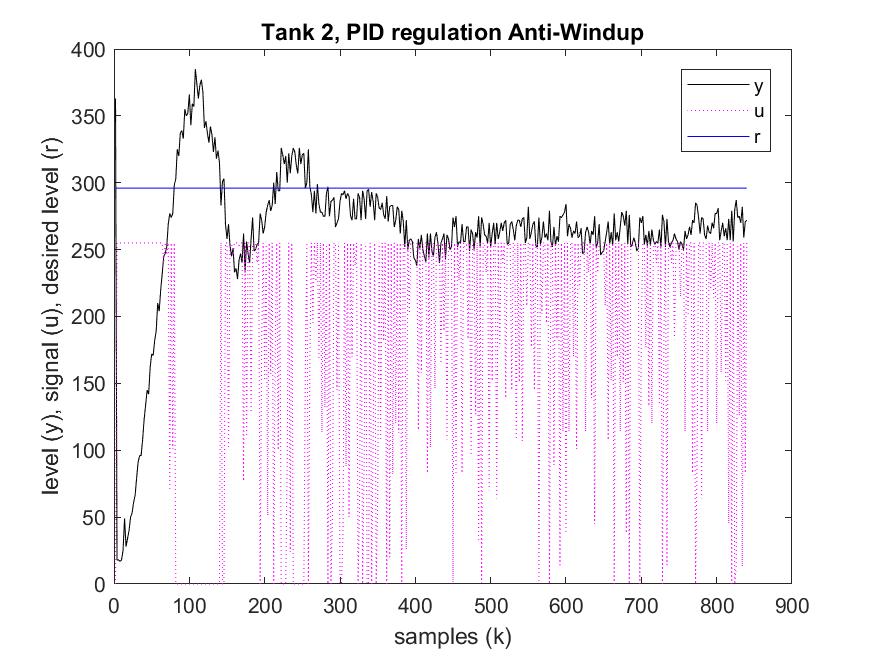 Tank 2, PID regulation Anti-Windup
level (y), signal (u), desired level (r)
400
350
300
250
200
150
100
50
0
y
u
r
0 100 200 300 400 500 600 700 800 900
samples (k)